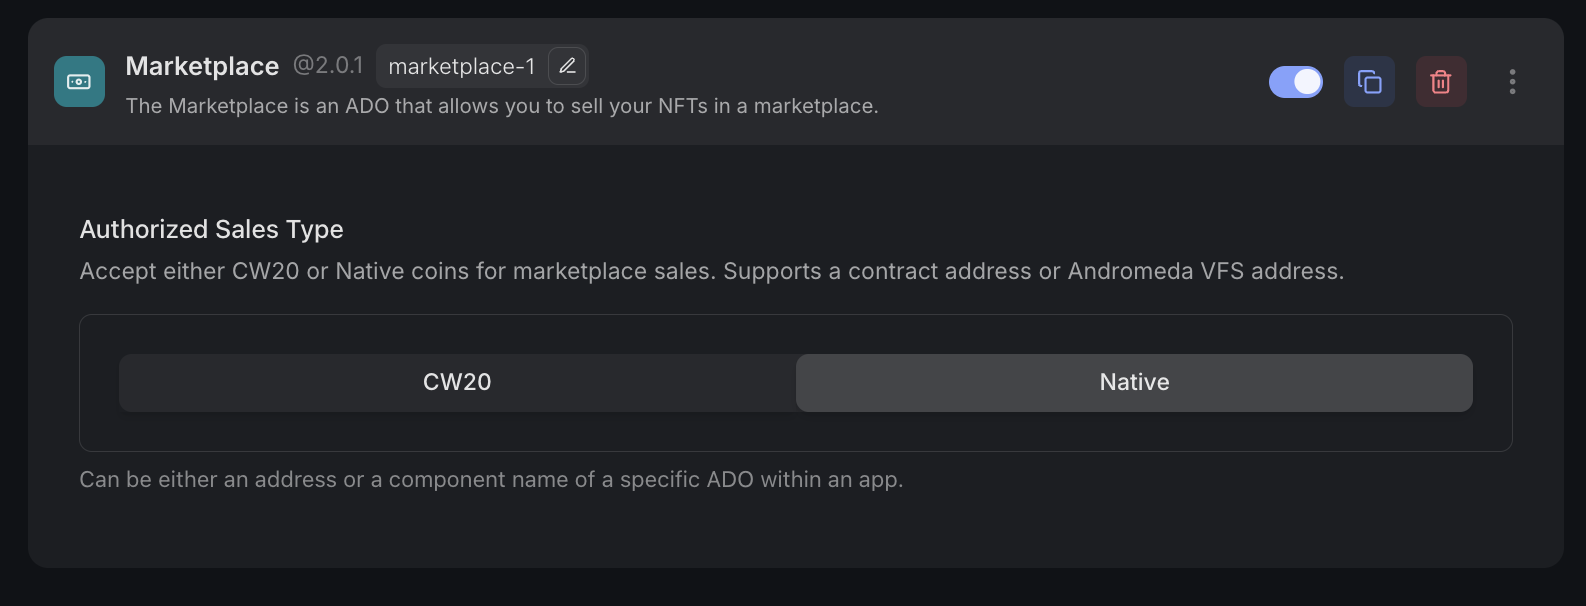 Marketplace @2.0.1 marketplace-1
The Marketplace is an ADO that allows you to sell your NFTs in a marketplace.
Authorized Sales Type
Accept either CW20 or Native coins for marketplace sales. Supports a contract address or Andromeda VFS address.
CW20 Native
Can be either an address or a component name of a specific ADO within an app.